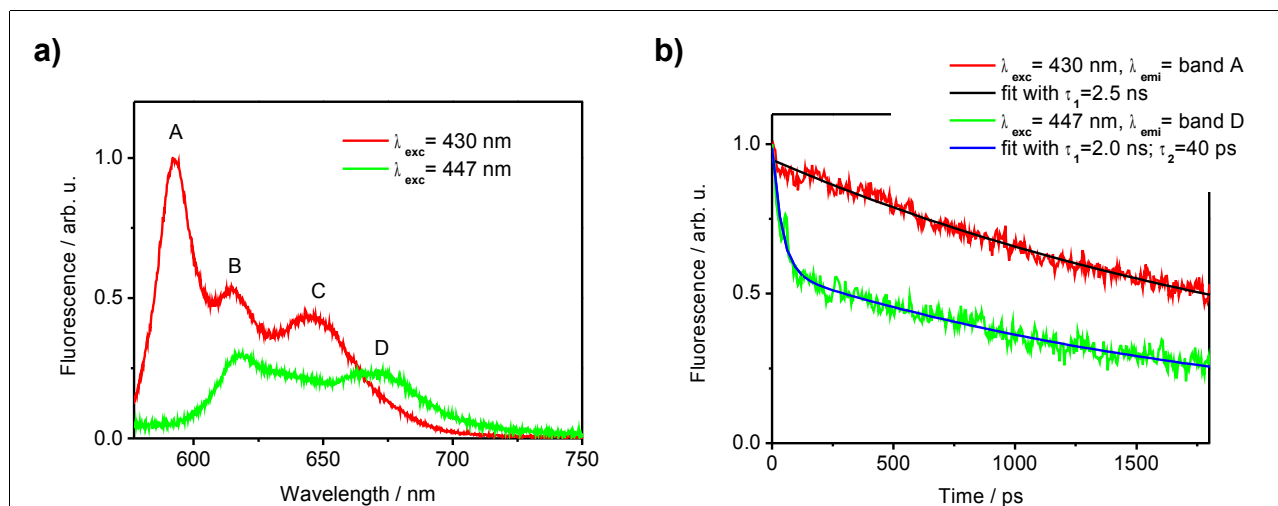 a)
A
B
C
D
λexc= 430 nm
λexc= 447 nm
1.0
0.5
0.0
Fluorescence / arb. u.
600
650
700
750
Wavelength / nm
b)
λexc= 430 nm, λemi= band A
fit with τ1=2.5 ns
λexc= 447 nm, λemi= band D
fit with τ1=2.0 ns; τ2=40 ps
1.0
0.5
0.0
Fluorescence / arb. u.
0
500
1000
1500
Time / ps